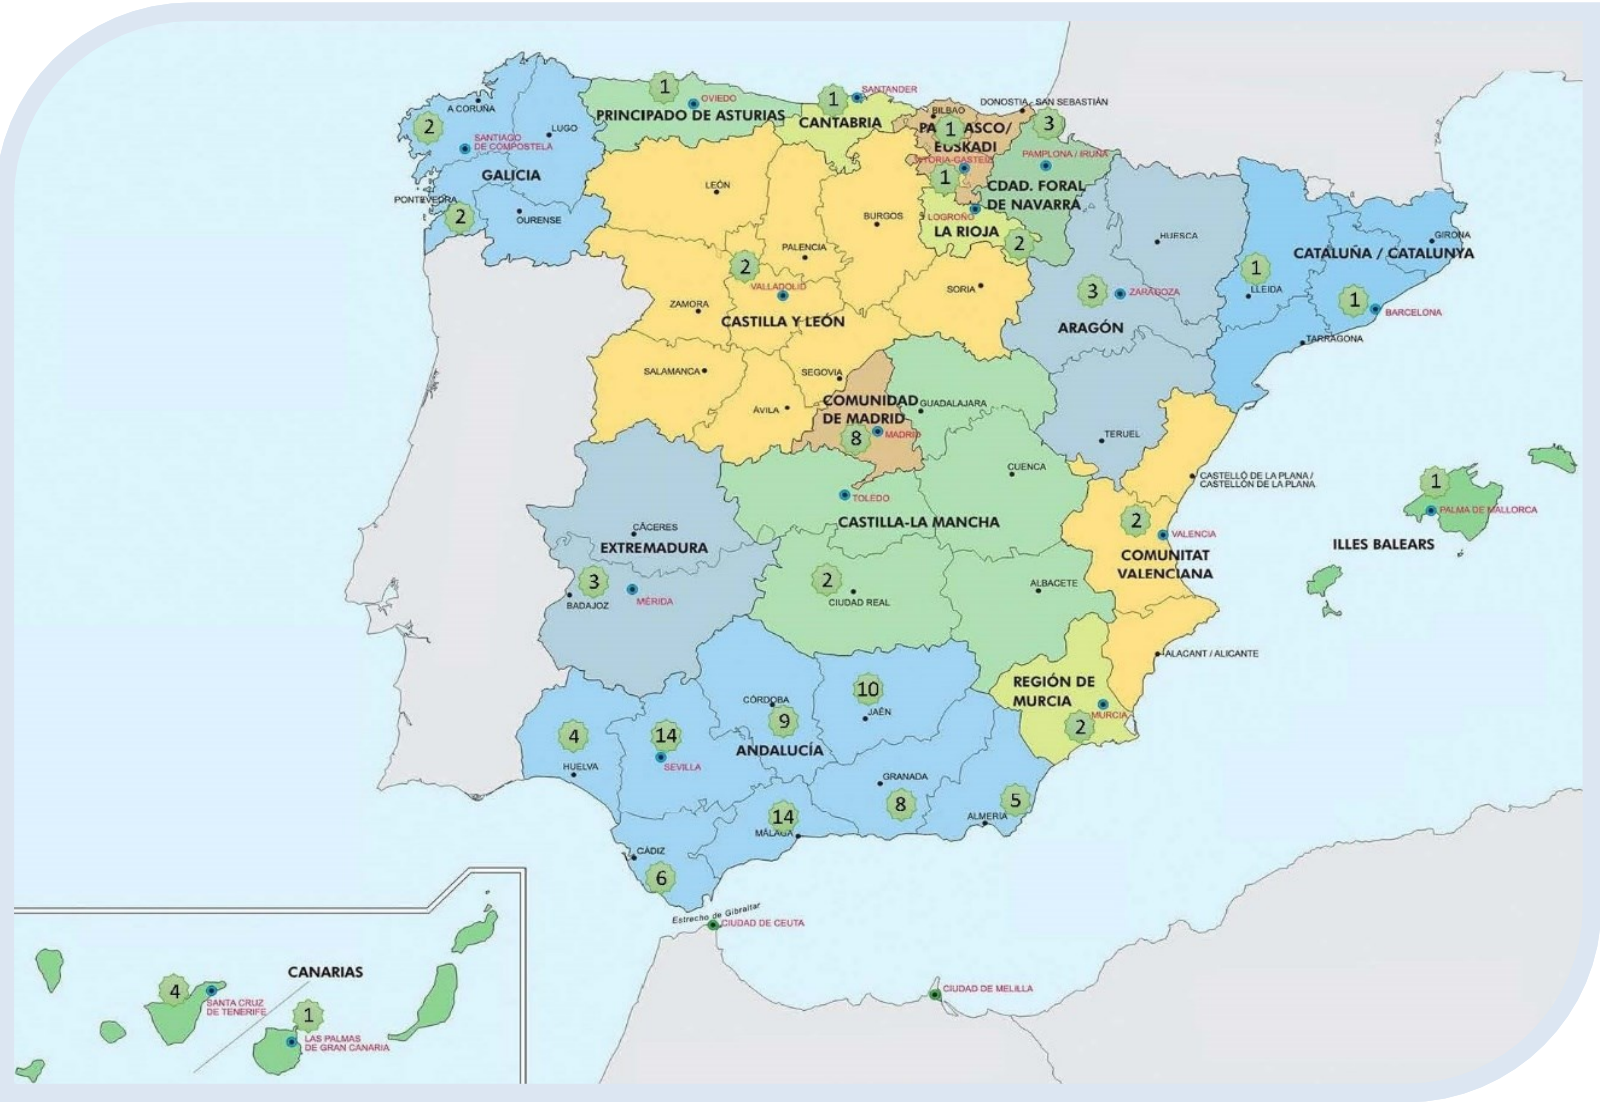 1
OVIEDO
PRINCIPADO DE ASTURIAS
1
SANTANDER
CANTABRIA
A CORUÑA
2
SANTIAGO
DE COMPOSTELA
LUGO
GALICIA
PONTEVEDRA
2
OURENSE
BILBAO
DONOSTIA
SAN SEBASTIÁN
1
ASCO/
EUSKADI
3
VITORIA-GASTEIZ
1
PAMPLONA / IRUÑA
CDAD. FORAL
DE NAVARRA
LOGROÑO
LA RIOJA
2
LEÓN
BURGOS
PALENCIA
2
VALLADOLID
ZAMORA
SORIA
CASTILLA Y LEÓN
SALAMANCA
SEGOVIA
ÁVILA
HUESCA
3
ZARAGOZA
ARAGÓN
TERUEL
GIRONA
CATALUÑA / CATALUNYA
1
LLEIDA
1
BARCELONA
TARRAGONA
COMUNIDAD
DE MADRID
8
MADRID
GUADALAJARA
CUENCA
TOLEDO
CASTILLA-LA MANCHA
2
CIUDAD REAL
ALBACETE
CASTELLÓ DE LA PLANA /
CASTELLÓN DE LA PLANA
2
VALENCIA
COMUNITAT
VALENCIANA
ALACANT / ALICANTE
1
PALMA DE MALLORCA
ILLES BALEARS
CÁCERES
EXTREMADURA
3
BADAJOZ
MÉRIDA
REGIÓN DE
MURCIA
MURCIA
2
4
HUELVA
14
SEVILLA
CÓRDOBA
9
ANDALUCÍA
10
JAÉN
GRANADA
8
5
ALMERÍA
14
MÁLAGA
CÁDIZ
6
Estrecho de Gibraltar
CIUDAD DE CEUTA
CIUDAD DE MELILLA
CANARIAS
4
SANTA CRUZ
DE TENERIFE
1
LAS PALMAS
DE GRAN CANARIA